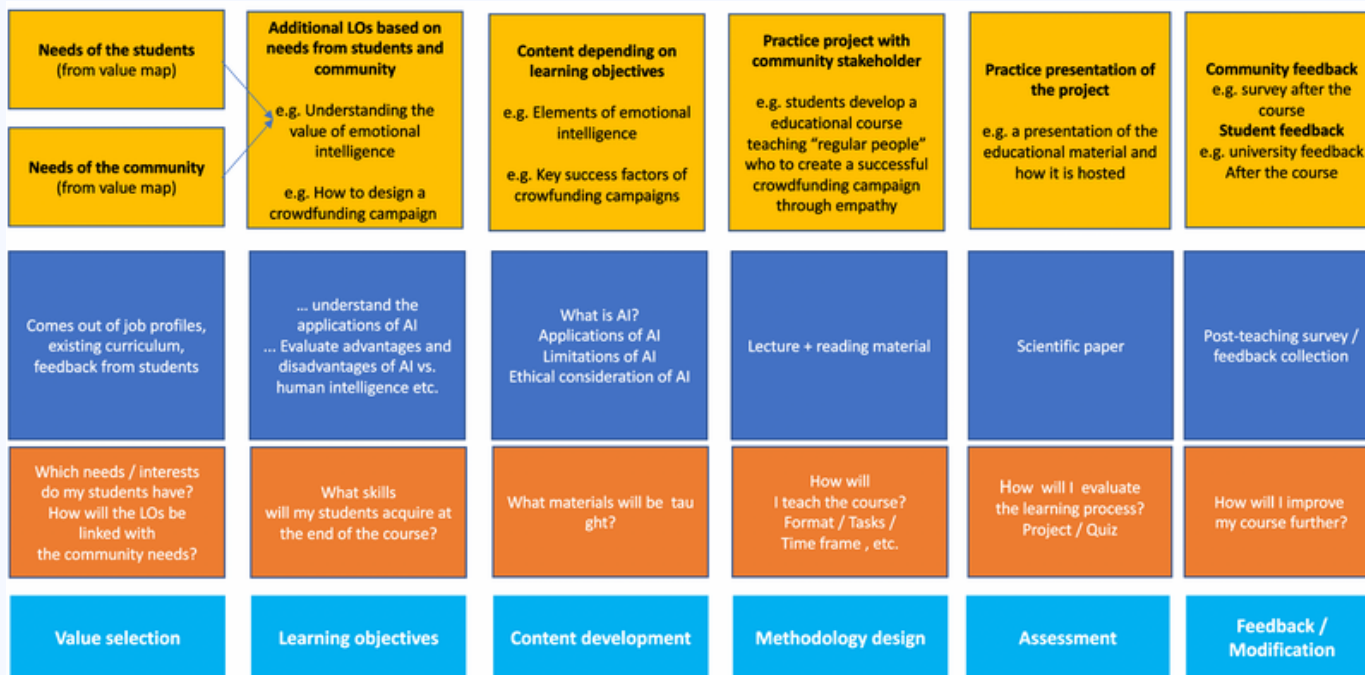 Needs of the students
(from value map)
Needs of the community
(from value map)
Additional LOs based on
needs from students and
community
e.g. Understanding the
value of emotional
intelligence
e.g. How to design a
crowdfunding campaign
Content depending on
learning objectives
e.g. Elements of emotional
intelligence
e.g. Key success factors of
crowfunding campaigns
Practice project with
community stakeholder
e.g. students develop a
educational course
teaching “regular people”
who to create a successful
crowdfunding campaign
through empathy
Practice presentation of
the project
e.g. a presentation of the
educational material and
how it is hosted
Community feedback
e.g. survey after the
course
Student feedback
e.g. university feedback
After the course
Comes out of job profiles,
existing curriculum,
feedback from students
... understand the
applications of AI
... Evaluate advantages and
disadvantages of AI vs.
human intelligence etc.
What is AI?
Applications of AI
Limitations of AI
Ethical consideration of AI
Lecture + reading material
Scientific paper
Post-teaching survey /
feedback collection
Which needs / interests
do my students have?
How will the LOs be
linked with
the community needs?
What skills
will my students acquire at
the end of the course?
What materials will be tau
ght?
How will
I teach the course?
Format / Tasks /
Time frame , etc.
How will I evaluate
the learning process?
Project / Quiz
How will I improve
my course further?
Value selection
Learning objectives
Content development
Methodology design
Assessment
Feedback /
Modification